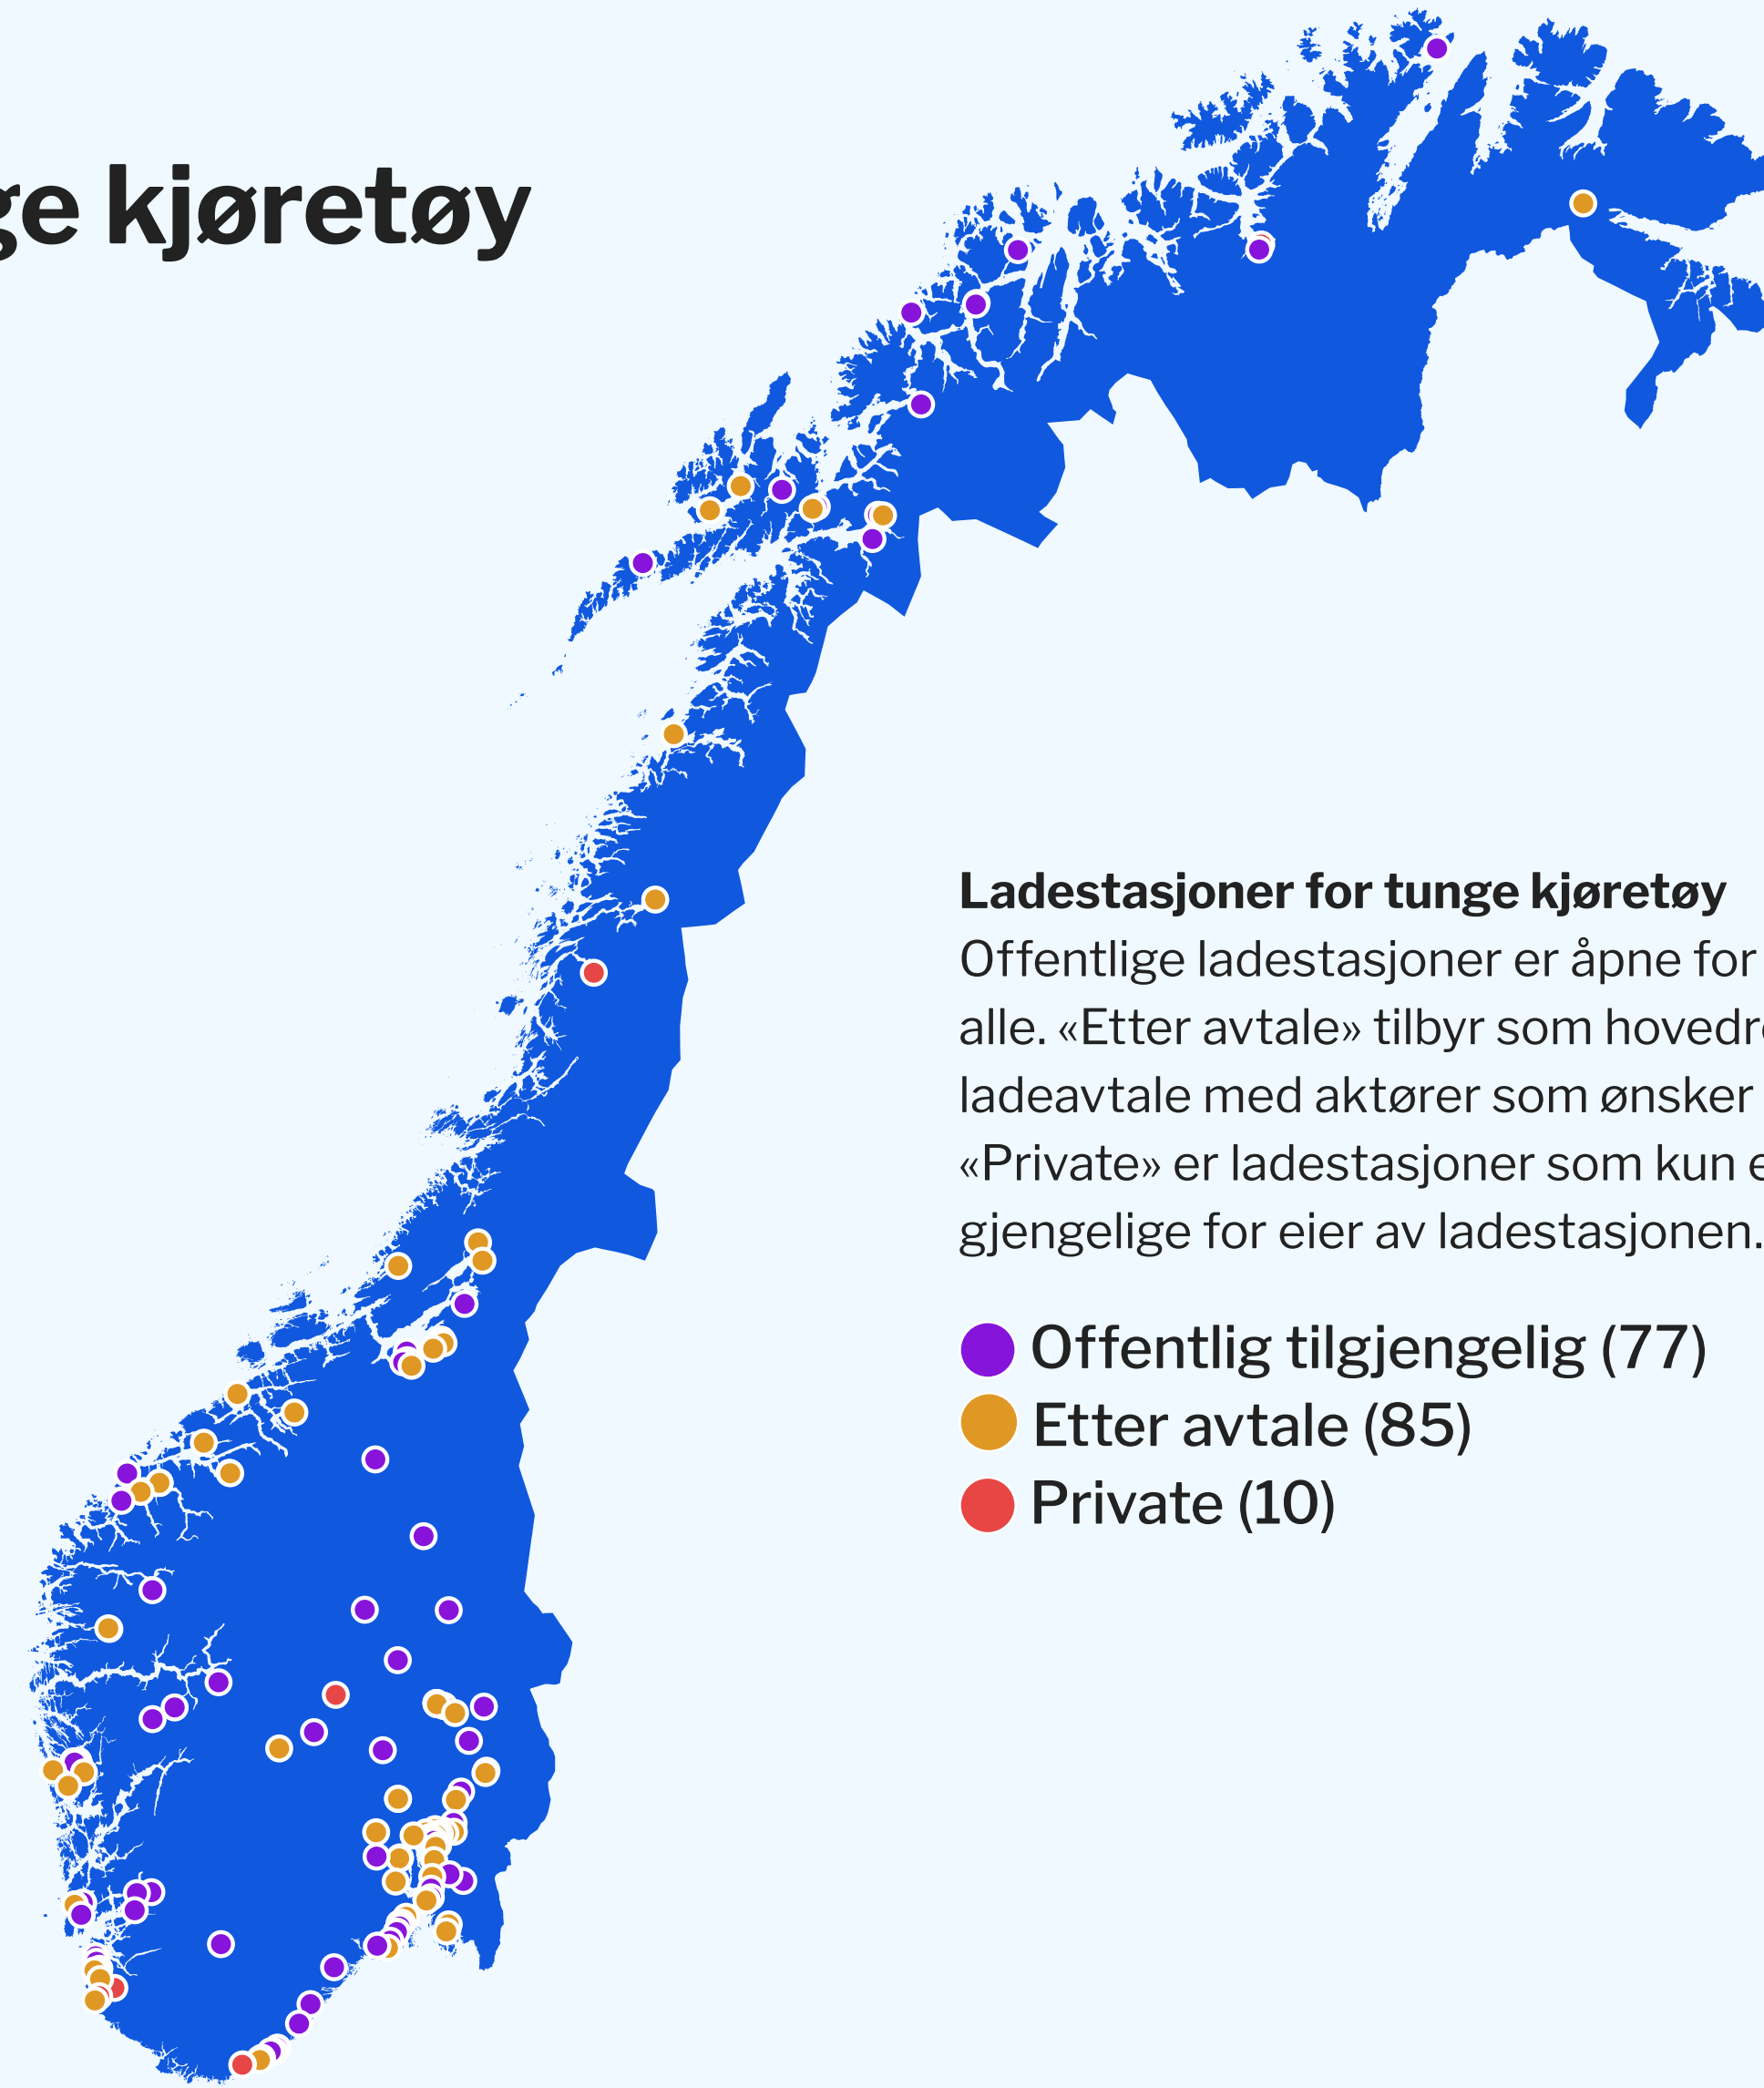 ge kjøretøy
Ladestasjoner for tunge kjøretøy
Offentlige ladestasjoner er åpne for
alle. «Etter avtale» tilbyr som
ladeavtale med aktører som ønsker
«Private» er ladestasjoner som kun
gjengelige for eier av ladestasjonen.
Offentlig tilgjengelig (77)
Etter avtale (85)
Private (10)